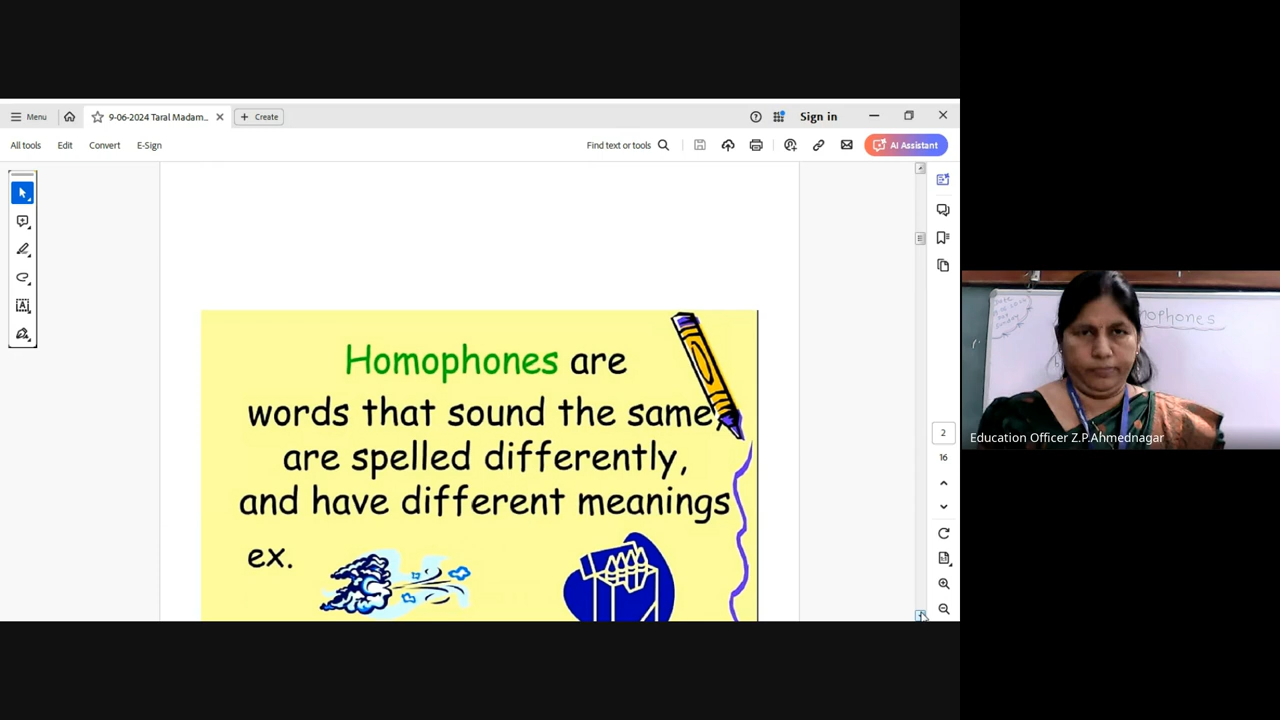 Menu
9-06-2024 Taral Madam...
Create
Sign in
All tools
Edit
Convert
E-Sign
Find text or tools
AI Assistant
Homophones are
words that sound the same,
are spelled differently,
and have different meanings
ex.
2
16
mophones
Education Officer Z.P.Ahmednagar